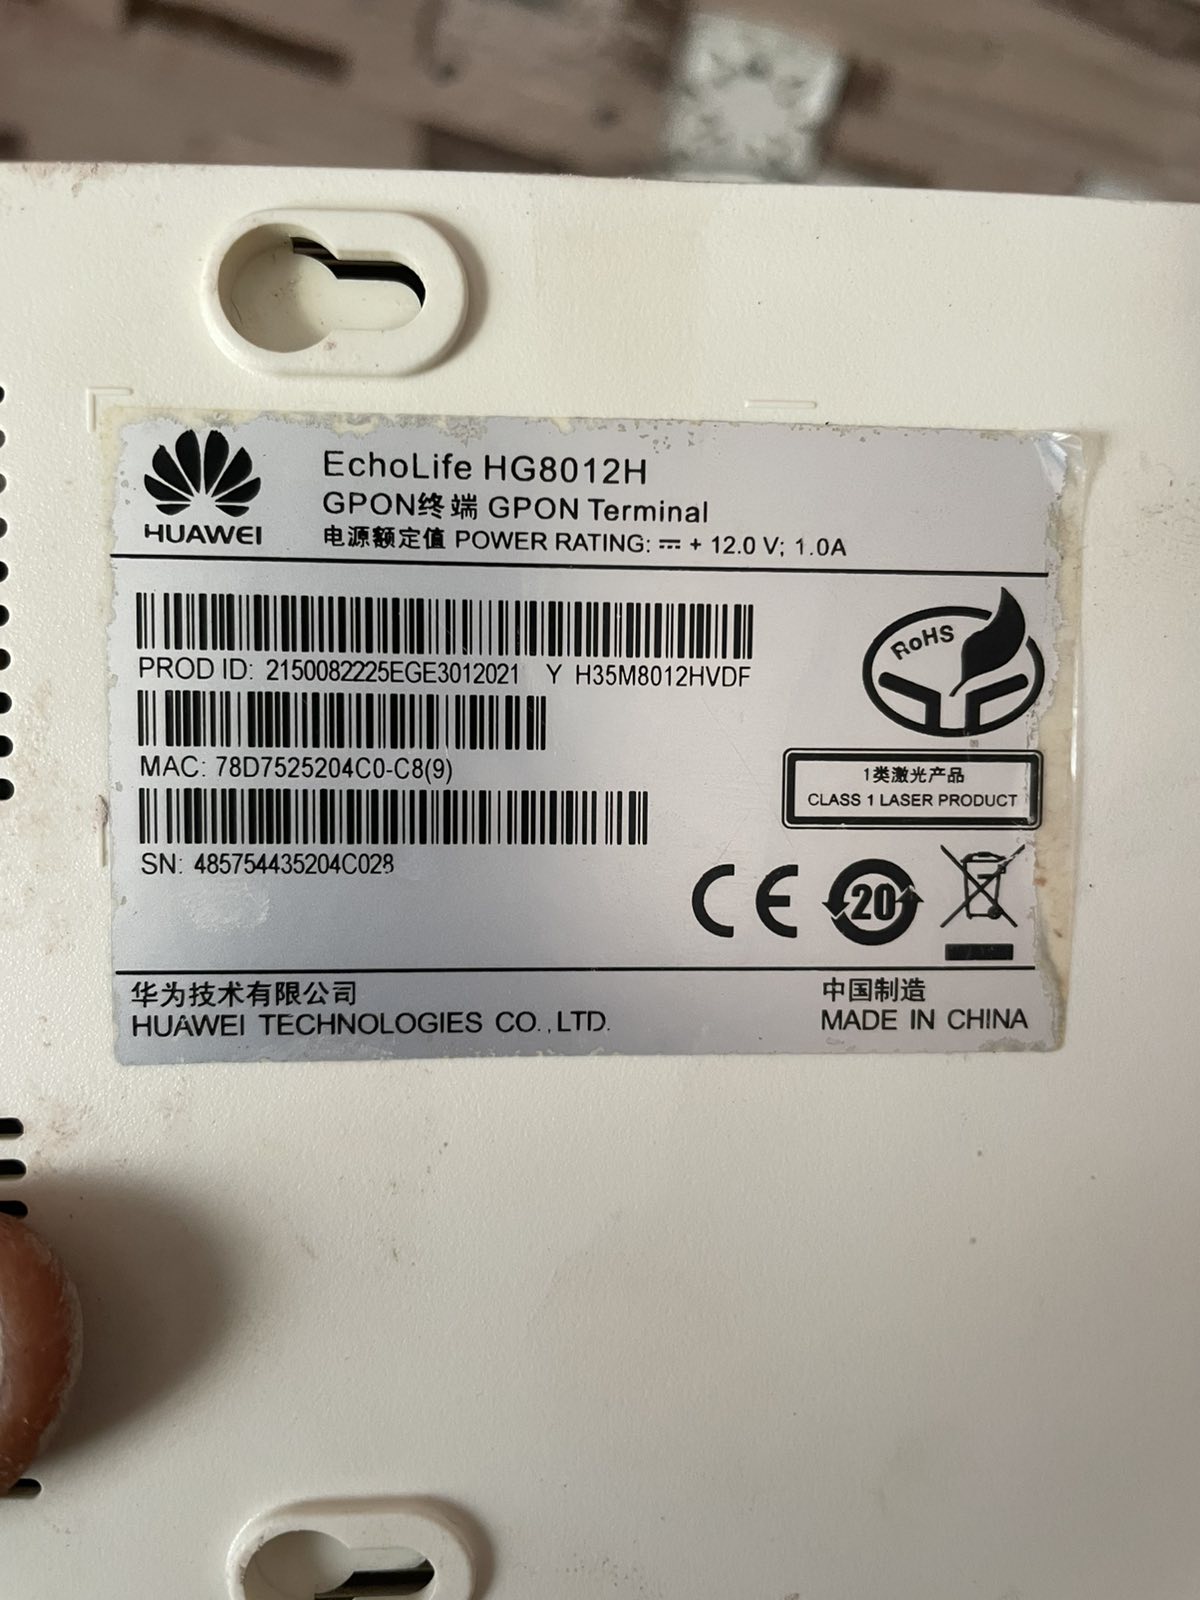 HUAWEI
EchoLife HG8012H
GPON终端 GPON Terminal
电源额定值 POWER RATING: ⎓ + 12.0 V; 1.0A
PROD ID: 2150082225EGE3012021 Y H35M8012HVDF
MAC: 78D7525204C0-C8(9)
SN: 485754435204C028
RoHS
1类激光产品
CLASS 1 LASER PRODUCT
CE
20
华为技术有限公司
HUAWEI TECHNOLOGIES CO.,LTD.
中国制造
MADE IN CHINA